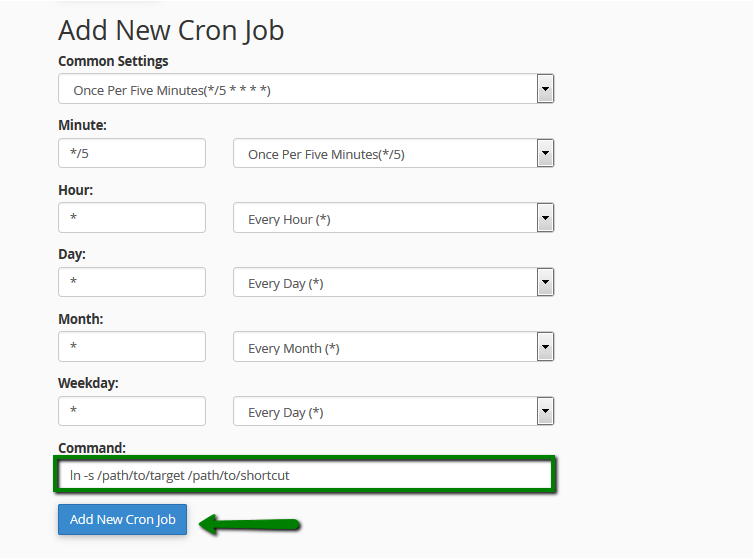 Add New Cron Job
Common Settings
Once Per Five Minutes(*/5 * * * *)
Minute:
*/5 Once Per Five Minutes(*/5)
Hour:
* Every Hour (*)
Day:
* Every Day (*)
Month:
* Every Month (*)
Weekday:
* Every Day (*)
Command:
ln -s /path/to/target /path/to/shortcut
Add New Cron Job